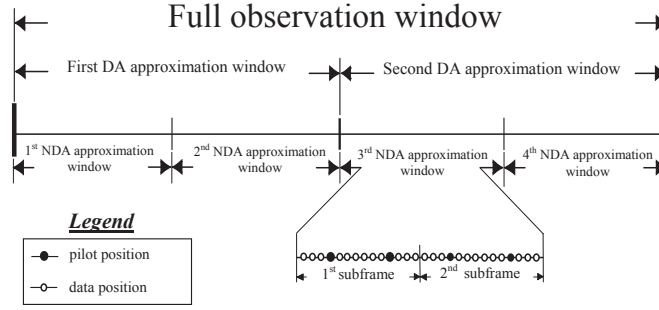 Full observation window
First DA approximation window
Second DA approximation window
1st NDA approximation
window
2nd NDA approximation
window
3rd NDA approximation
window
4th NDA approximation
window
Legend
pilot position
data position
1st subframe
2nd subframe